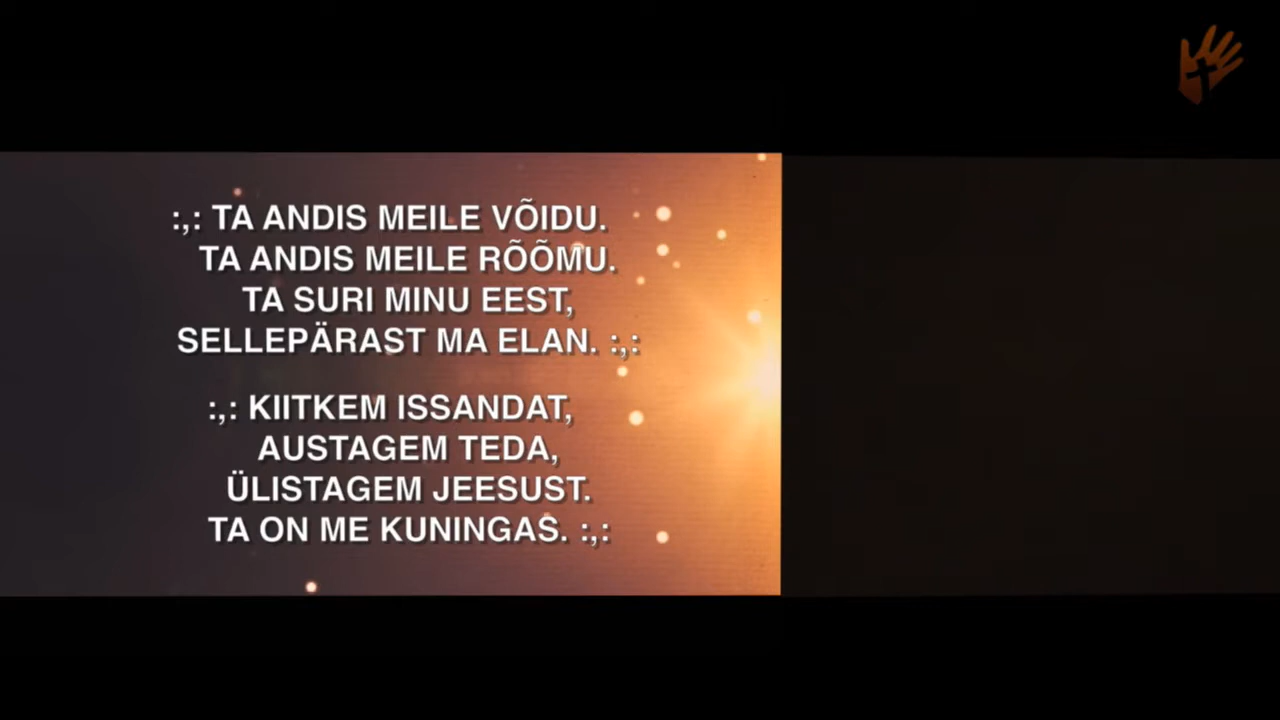 :,: TA ANDIS MEILE VÕIDU.
TA ANDIS MEILE RÕÕMU.
TA SURI MINU EEST,
SELLEPÄRAST MA ELAN. :,:
:,: KIITKEM ISSANDAT,
AUSTAGEM TEDA,
ÜLISTAGEM JEESUST.
TA ON ME KUNINGAS. :,: